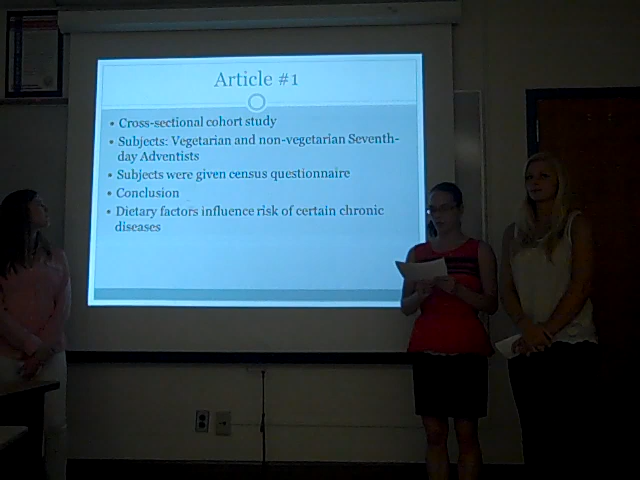 Article #1
• Cross-sectional cohort study
• Subjects: Vegetarian and non-vegetarian Seventh-
day Adventists
• Subjects were given census questionnaire
• Conclusion
• Dietary factors influence risk of certain chronic
diseases